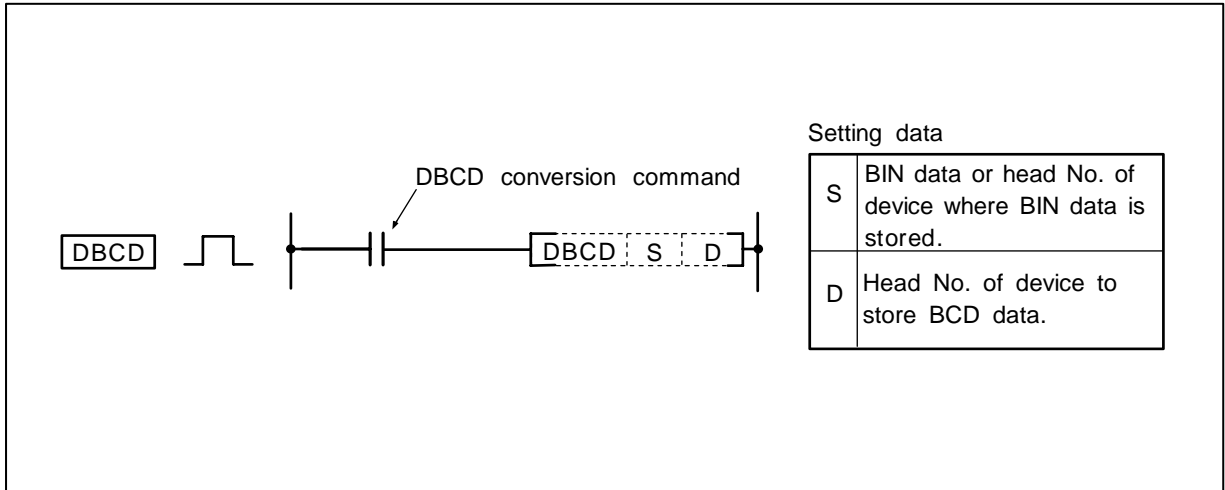 Setting data
DBCD conversion command
DBCD
DBCD S D
S
BIN data or head No. of
device where BIN data is
stored.
D
Head No. of device to
store BCD data.